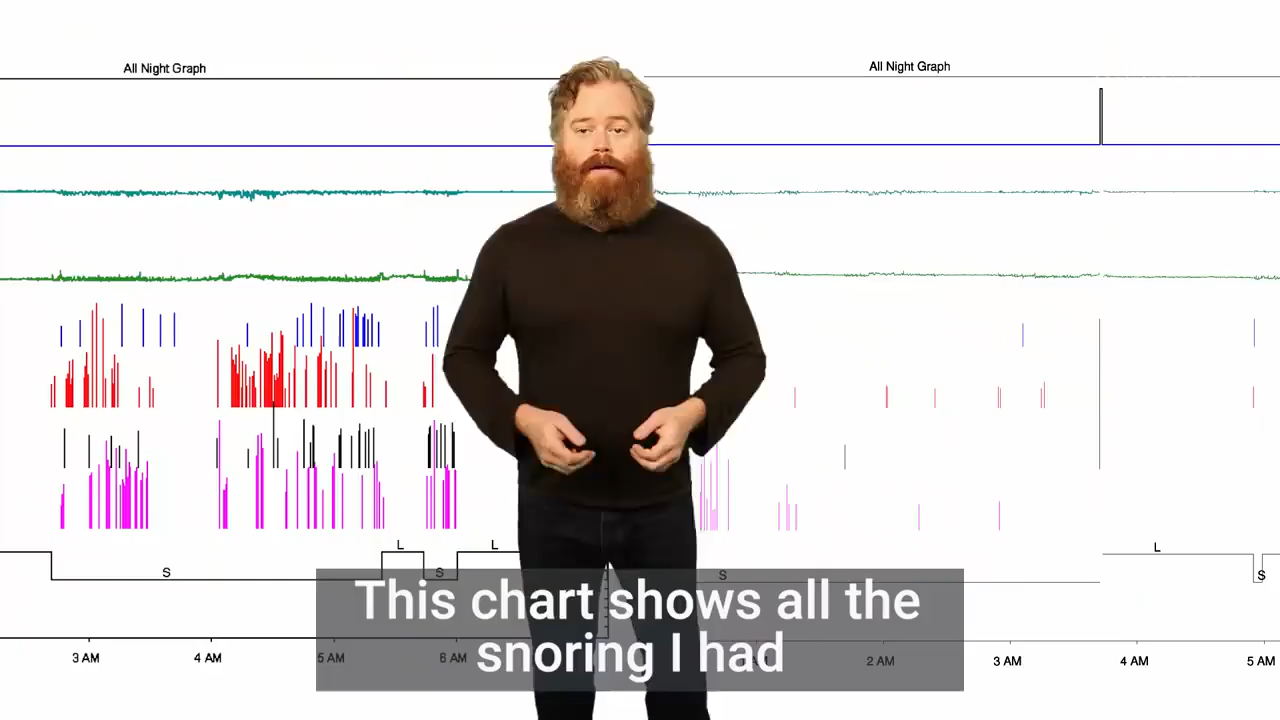 All Night Graph
All Night Graph
L
L
L
S
S
S
S
This chart shows all the
snoring I had
3 AM
4 AM
5 AM
6 AM
2 AM
3 AM
4 AM
5 AM